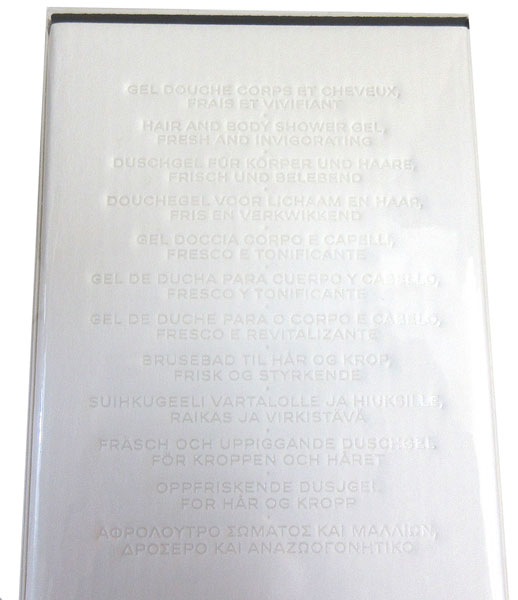 GEL DOUCHE CORPS ET CHEVEUX,
FRAIS ET VIVIFIANT
HAIR AND BODY SHOWER GEL,
FRESH AND INVIGORATING
DUSCHGEL FÜR KÖRPER UND HAARE,
FRISCH UND BELEBEND
DOUCHEGEL VOOR LICHAAM EN HAAR,
FRIS EN VERKWIKKEND
GEL DOCCIA CORPO E CAPELLI,
FRESCO E TONIFICANTE
GEL DE DUCHA PARA CUERPO Y CABELLO,
FRESCO Y TONIFICANTE
GEL DE DUCHE PARA O CORPO E CABELO,
FRESCO E REVITALIZANTE
BRUSEBAD TIL HÅR OG KROP,
FRISK OG STYRKENDE
SUIHKUGEELI VARTALOLLE JA HIUKSILLE,
RAIKAS JA VIRKISTÄVÄ
FRÄSCH OCH UPPIGGANDE DUSCHGEL
FÖR KROPPEN OCH HÅRET
OPPFRISKENDE DUSJGEL
FOR HÅR OG KROPP
ΑΦΡΟΛΟΥΤΡΟ ΣΩΜΑΤΟΣ ΚΑΙ ΜΑΛΛΙΩΝ,
ΔΡΟΣΕΡΟ ΚΑΙ ΑΝΑΖΩΟΓΟΝΗΤΙΚΟ